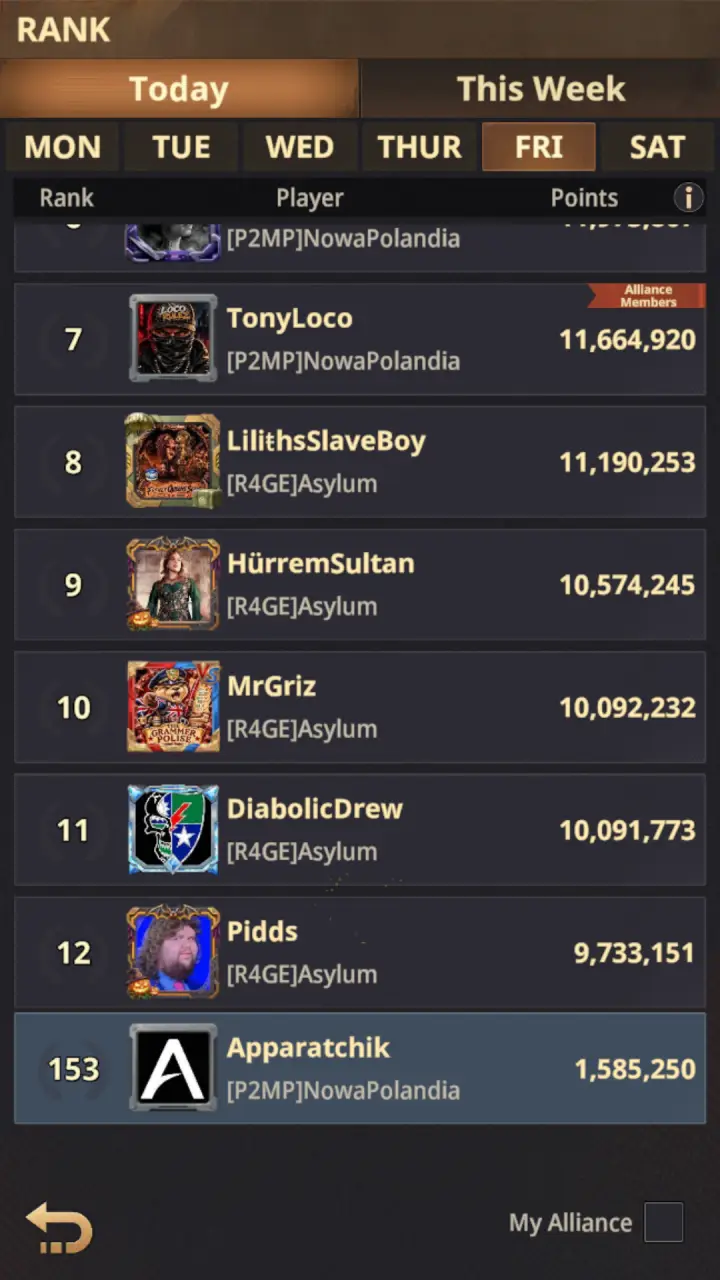 RANK
Today
This Week
MON
TUE
WED
THUR
FRI
SAT
Rank
Player
Points
[P2MP]NowaPolandia
Alliance
Members
7
TonyLoco
[P2MP]NowaPolandia
11,664,920
8
LiliŧhsSlaveBoy
[R4GE]Asylum
11,190,253
9
HürremSultan
[R4GE]Asylum
10,574,245
10
GRAMMER
POLISE
MrGriz
[R4GE]Asylum
10,092,232
11
DiabolicDrew
[R4GE]Asylum
10,091,773
12
Pidds
[R4GE]Asylum
9,733,151
153
Apparatchik
[P2MP]NowaPolandia
1,585,250
My Alliance